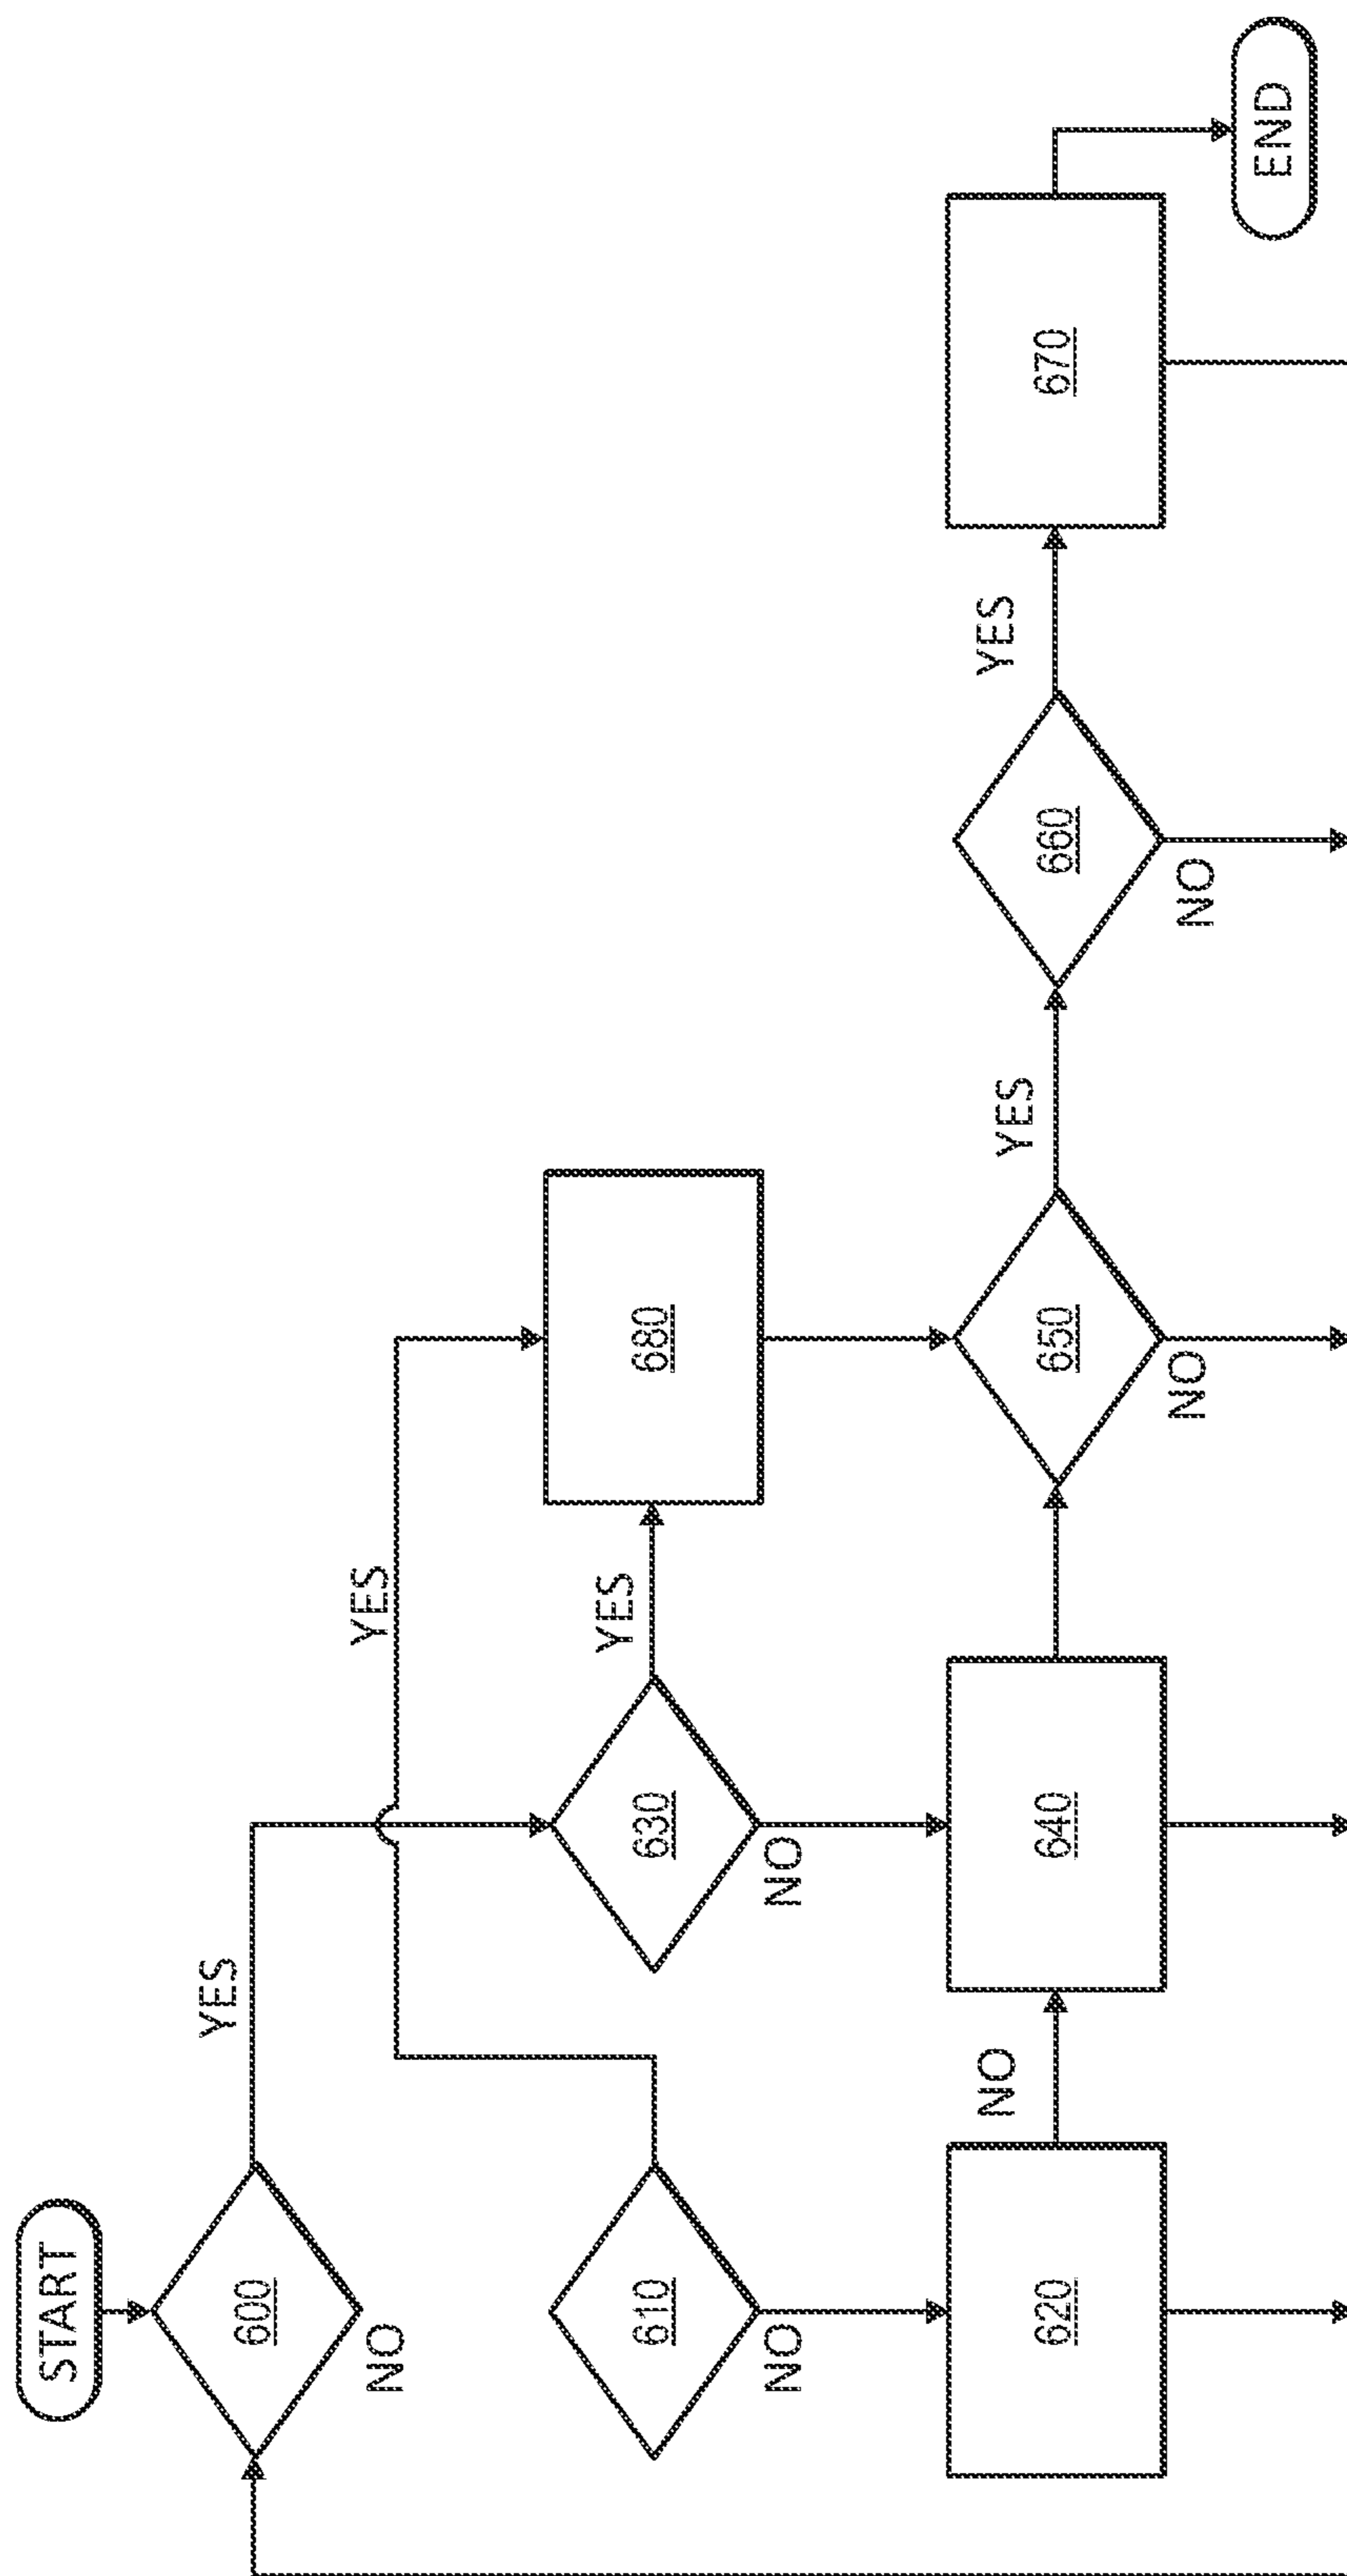 START
600
YES
NO
610
YES
NO
630
YES
NO
680
620
NO
640
650
YES
NO
660
YES
NO
670
END